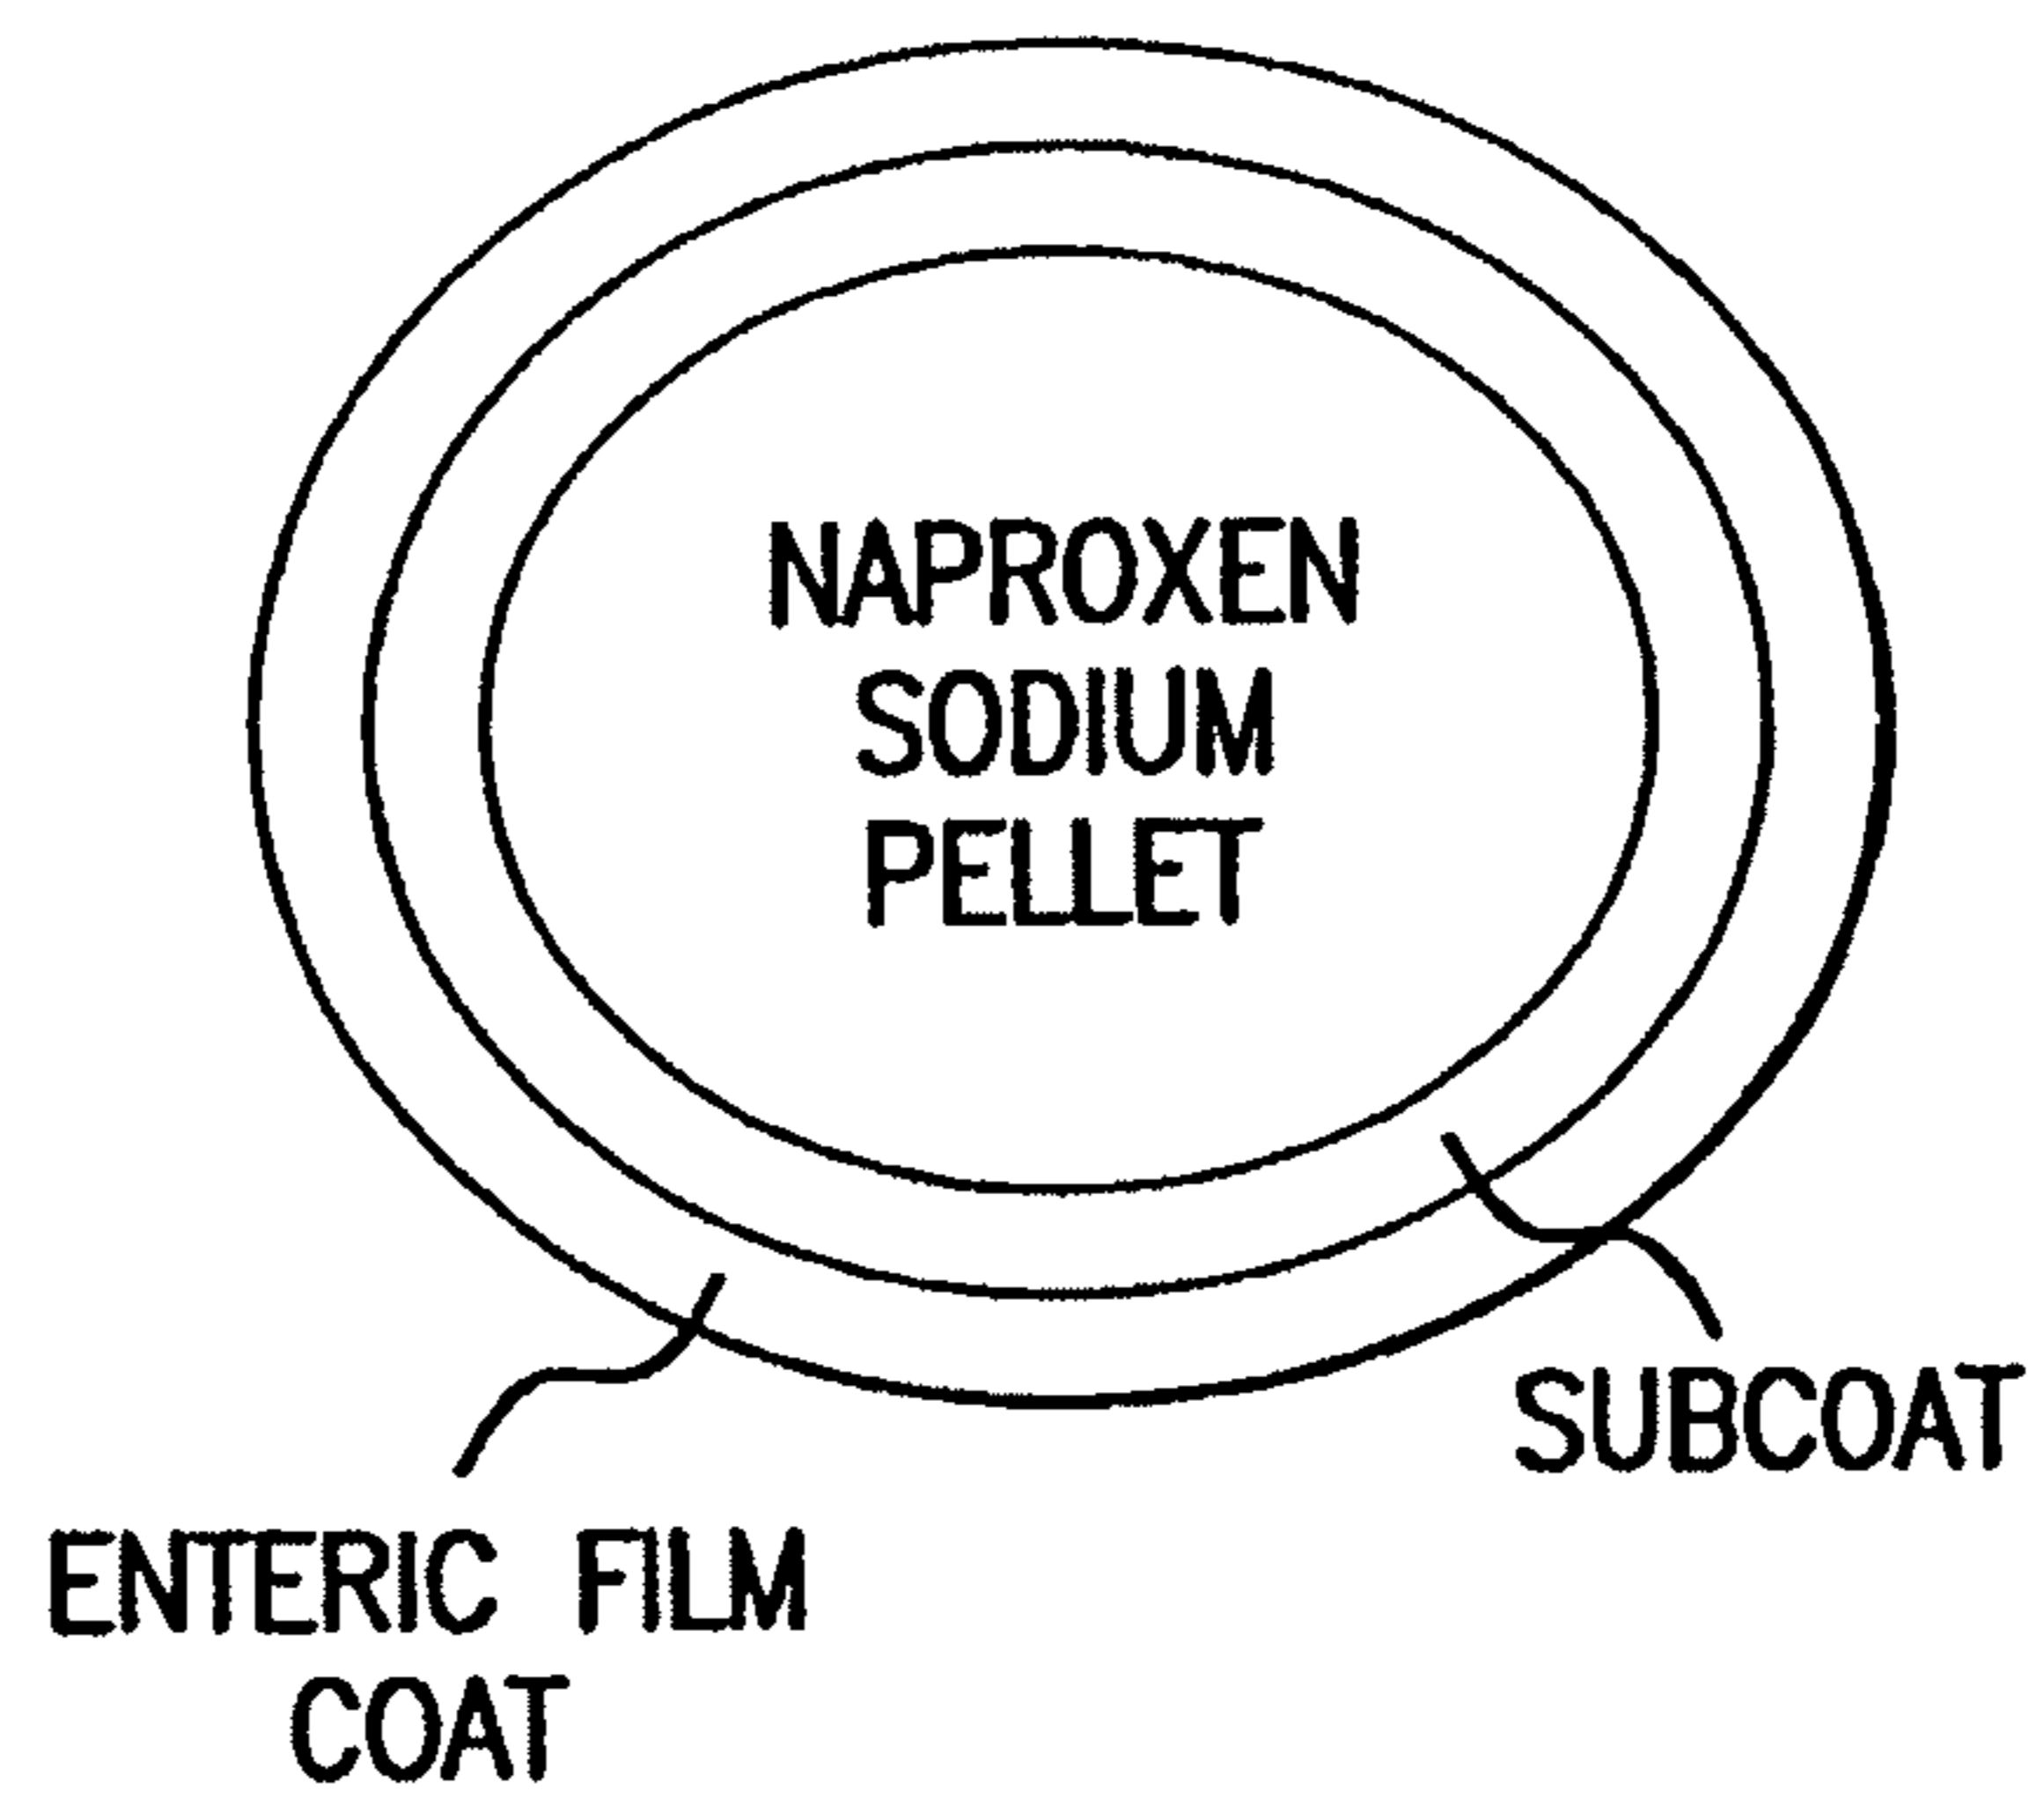 NAPROXEN
SODIUM
PELLET
SUBCOAT
ENTERIC FILM
COAT